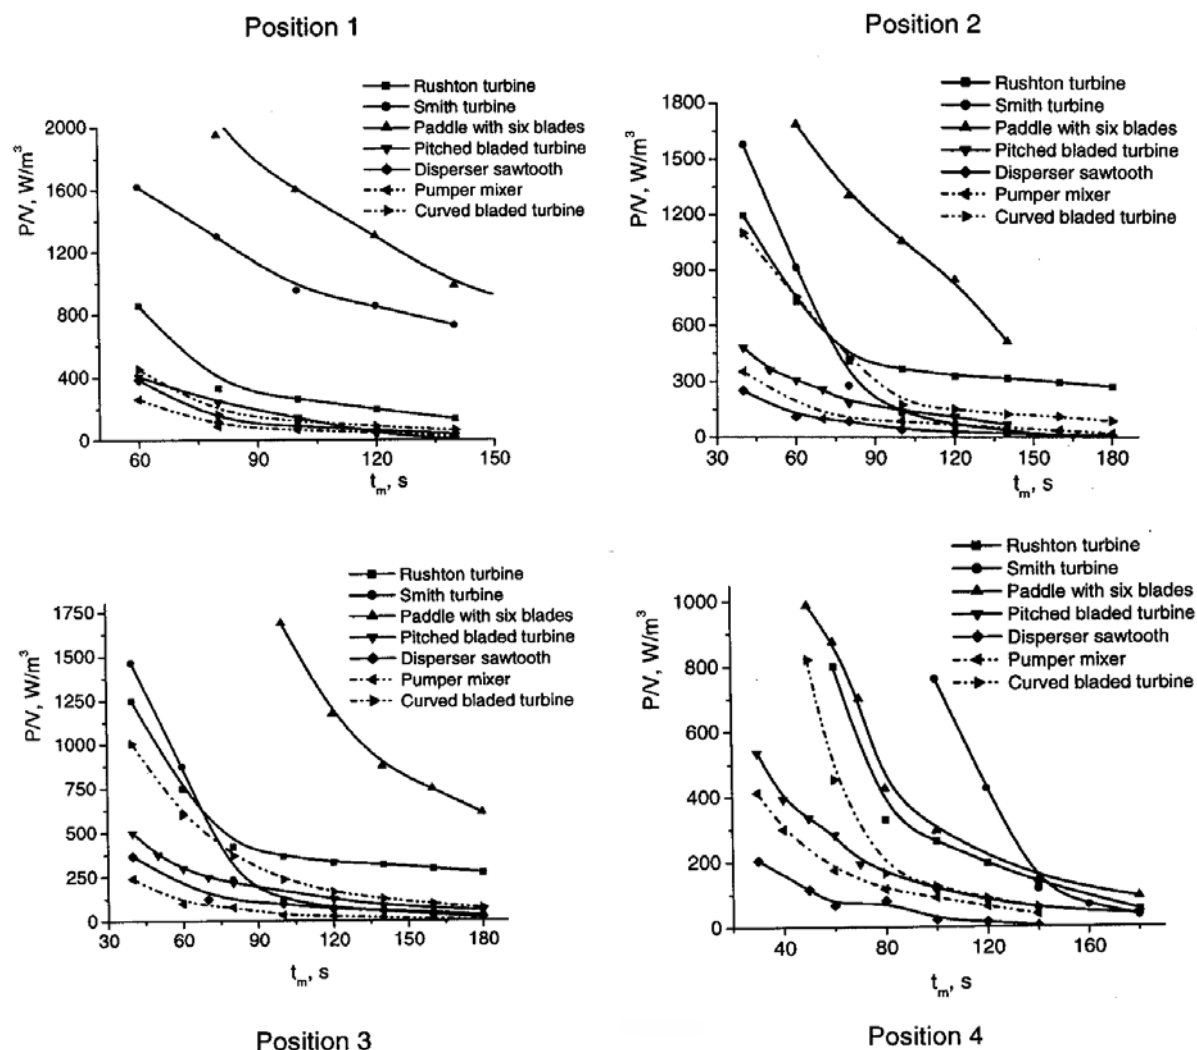 Position 1
Rushton turbine
Smith turbine
Paddle with six blades
Pitched bladed turbine
Disperser sawtooth
Pumper mixer
Curved bladed turbine
P/V, W/m³
2000
1600
1200
800
400
0
60
90
120
150
tm, s
Position 2
Rushton turbine
Smith turbine
Paddle with six blades
Pitched bladed turbine
Disperser sawtooth
Pumper mixer
Curved bladed turbine
P/V, W/m³
1800
1500
1200
900
600
300
0
30
60
90
120
150
180
tm, s
Rushton turbine
Smith turbine
Paddle with six blades
Pitched bladed turbine
Disperser sawtooth
Pumper mixer
Curved bladed turbine
P/V, W/m³
1750
1500
1250
1000
750
500
250
0
30
60
90
120
150
180
tm, s
Position 3
Rushton turbine
Smith turbine
Paddle with six blades
Pitched bladed turbine
Disperser sawtooth
Pumper mixer
Curved bladed turbine
P/V, W/m³
1000
800
600
400
200
0
40
80
120
160
tm, s
Position 4